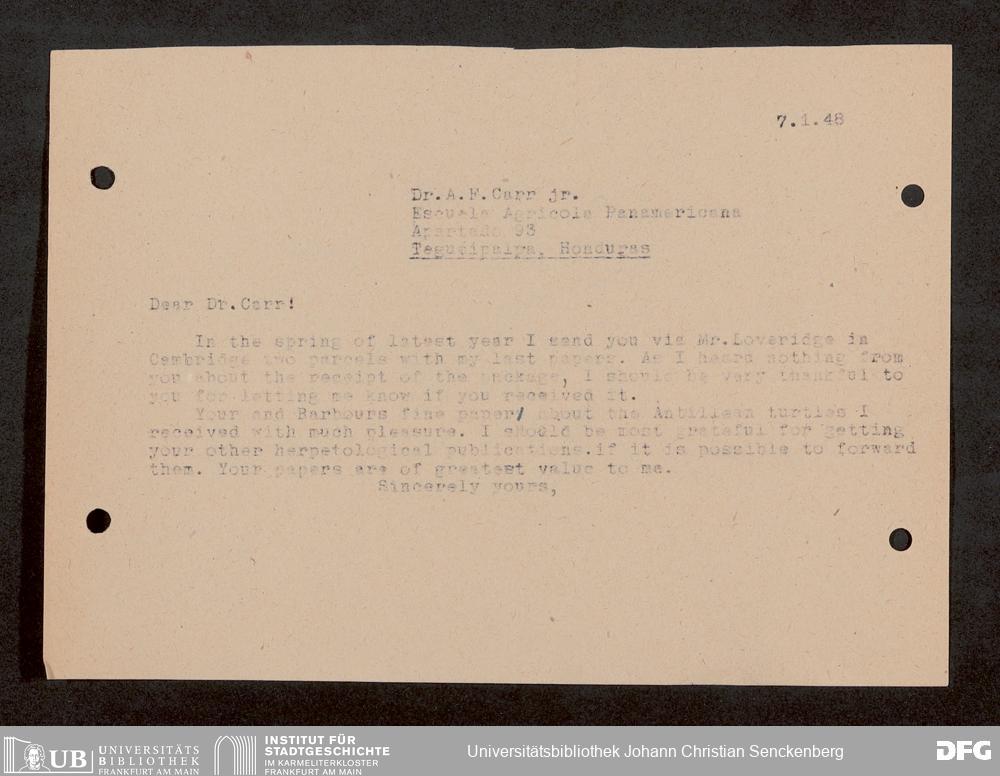 7.1.48
Dr.A.F.Carr jr.
Escuela Agricola Panamericana
Apartado 93
Tegucipalpa, Honduras
Dear Dr.Carr!
In the spring of latest year I send you via Mr.Loveridge in
Cambridge two parcels with my last papers. As I heard nothing from
you about the receipt of the package, I should be very thankful to
you for letting me know if you received it.
Your and Barbours fine paper/ about the Antillean turtles I
received with much pleasure. I should be most grateful for getting
your other herpetological publications.if it is possible to forward
them. Your papers are of greatest value to me.
Sincerely yours,
UB UNIVERSITÄTS
BIBLIOTHEK
FRANKFURT AM MAIN
INSTITUT FÜR
STADTGESCHICHTE
IM KARMELITERKLOSTER
FRANKFURT AM MAIN
Universitätsbibliothek Johann Christian Senckenberg
DFG